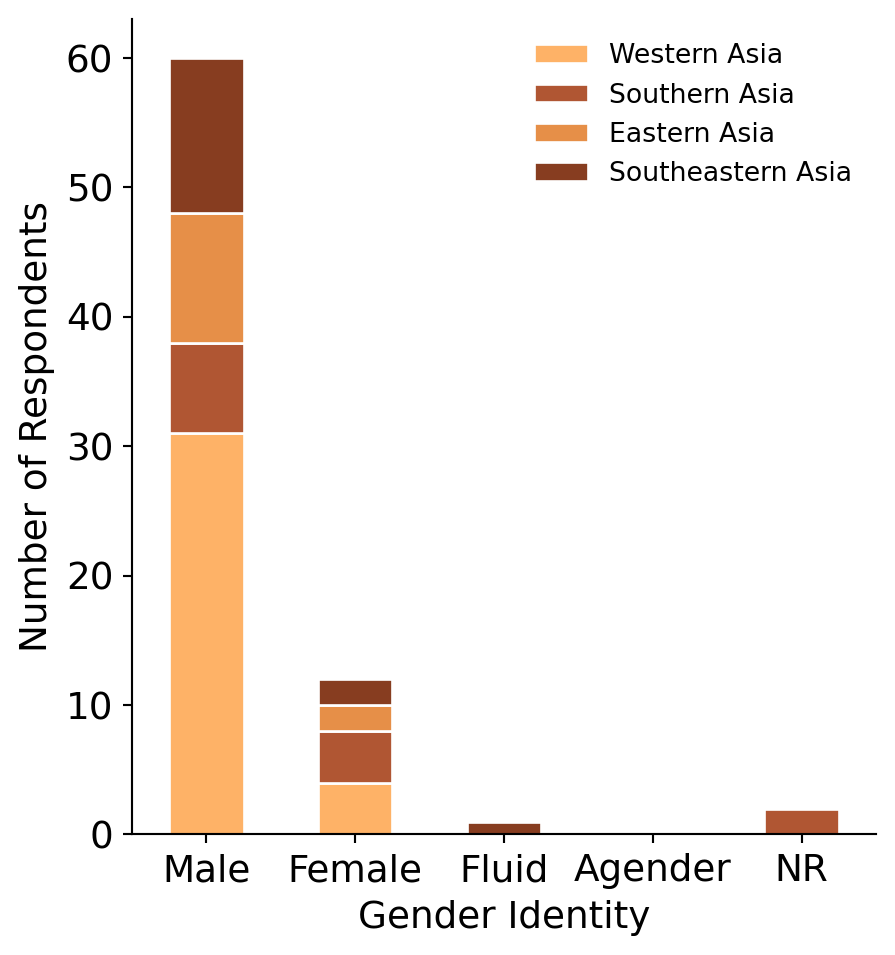 Western Asia
Southern Asia
Eastern Asia
Southeastern Asia
60
50
40
30
20
10
0
Number of Respondents
Male Female Fluid Agender NR
Gender Identity